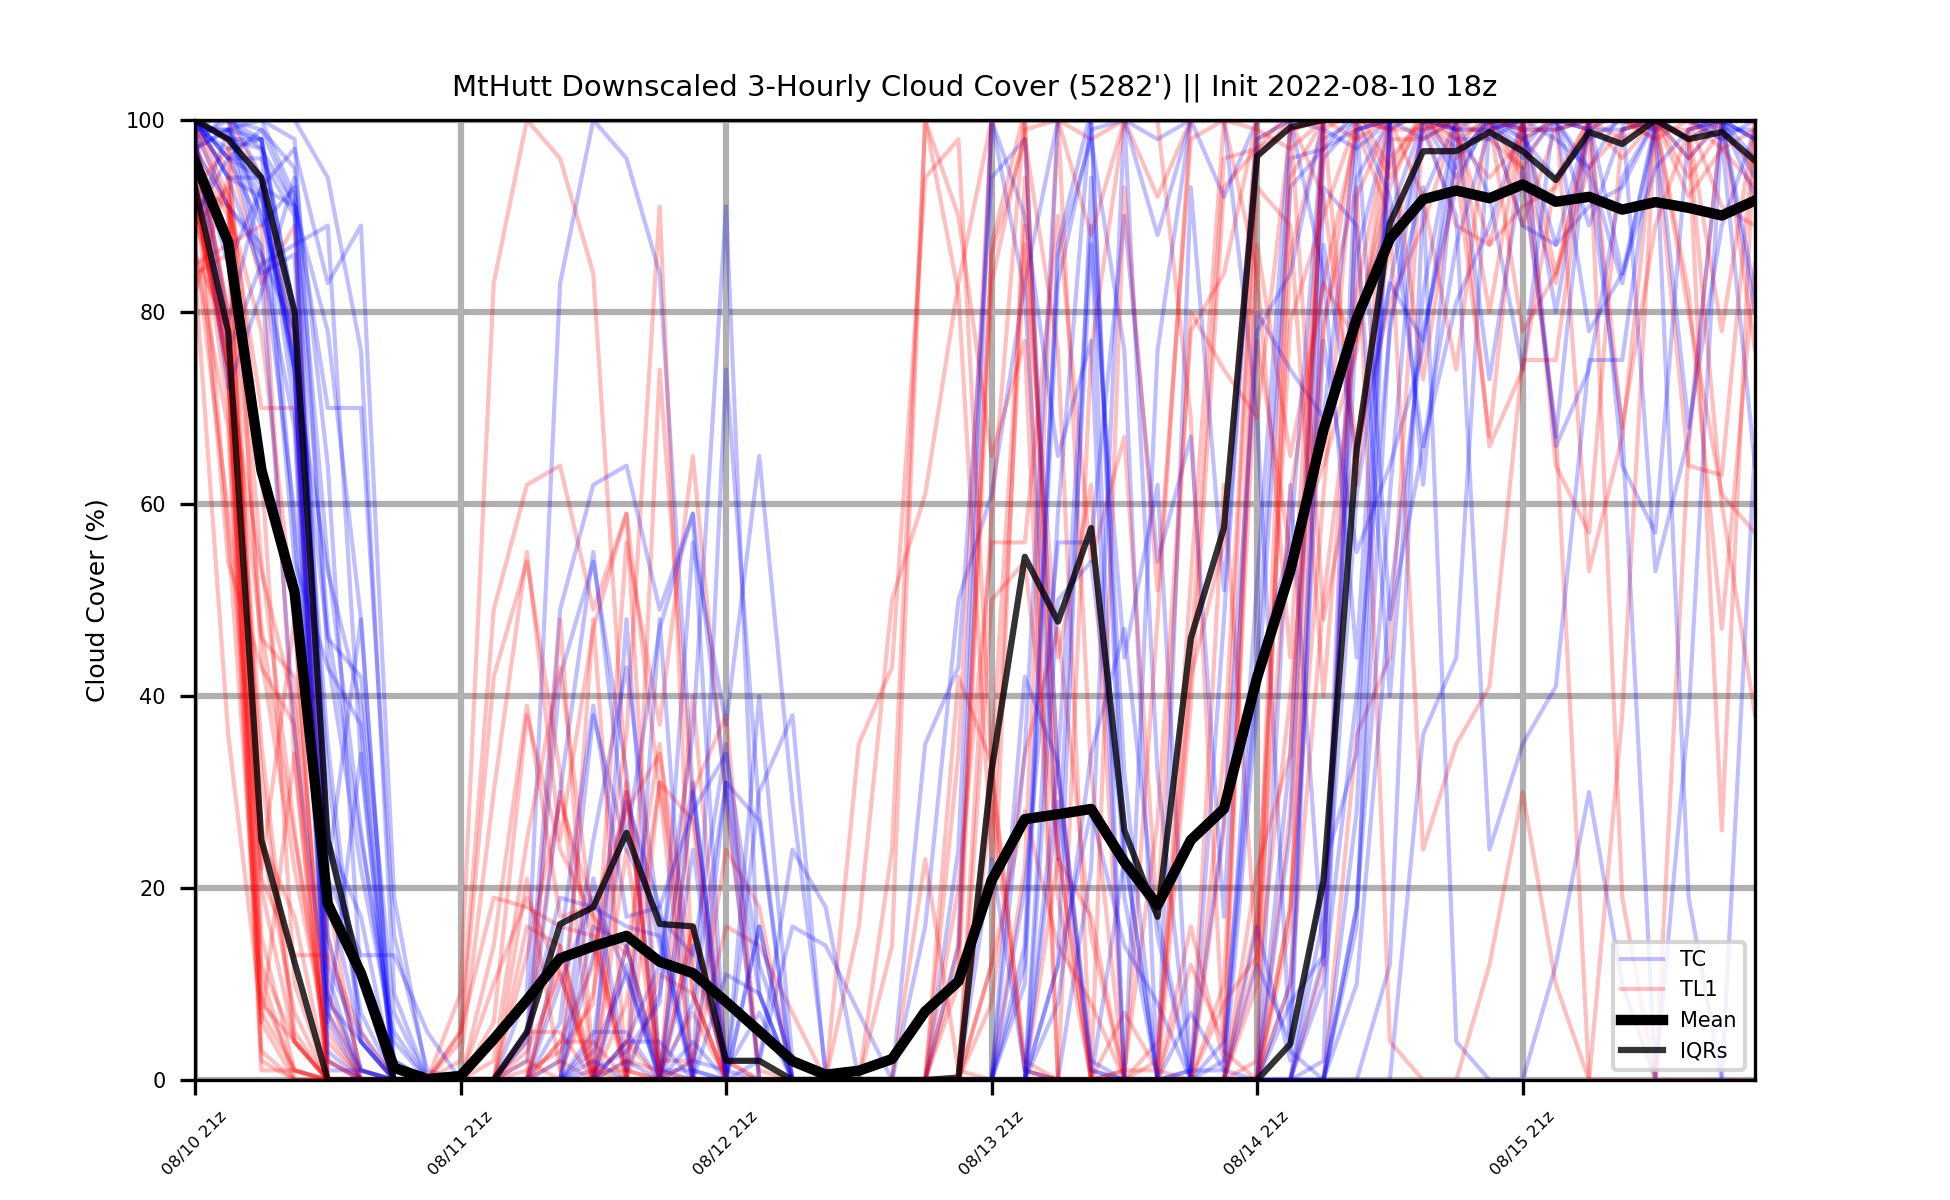 MtHutt Downscaled 3-Hourly Cloud Cover (5282') || Init 2022-08-10 18z
Cloud Cover (%)
100
80
60
40
20
0
TC
TL1
Mean
IQRs
08/10 21z
08/11 21z
08/12 21z
08/13 21z
08/14 21z
08/15 21z